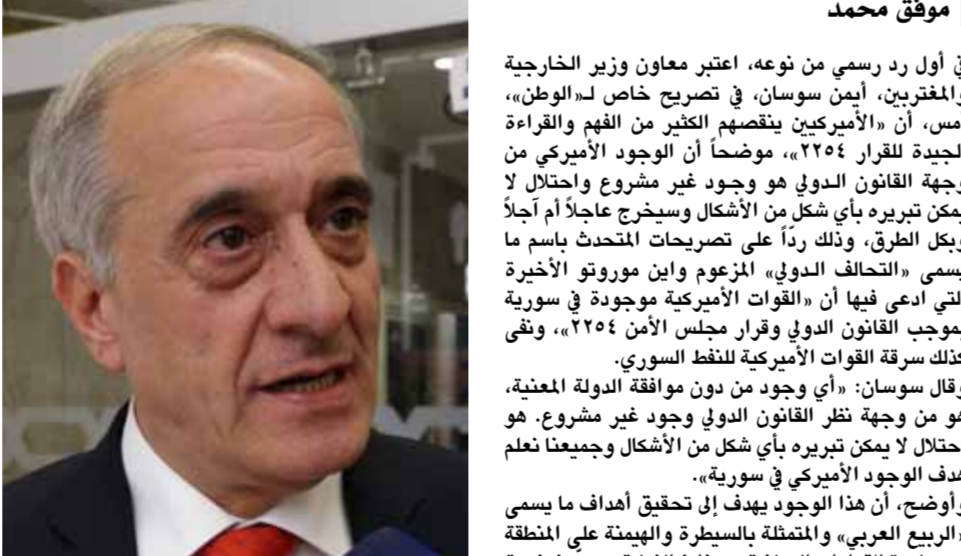 موفق محمد
في أول رد رسمي من نوعه، اعتبر معاون وزير الخارجية
والمغتربين، أيمن سوسان، في تصريح خاص لـ«الوطن»،
أمس، أن «الأميركيين ينقصهم الكثير من الفهم والقراءة
الجيدة للقرار ٢٢٥٤»، موضحاً أن الوجود الأميركي من
وجهة القانون الدولي هو وجود غير مشروع واحتلال لا
يمكن تبريره بأي شكل من الأشكال وسيخرج عاجلاً أم آجلاً
وبكل الطرق، وذلك ردّاً على تصريحات المتحدث باسم ما
يسمى «التحالف الدولي» المزعوم واين موروتو الأخيرة
التي ادعى فيها أن «القوات الأميركية موجودة في سورية
بموجب القانون الدولي وقرار مجلس الأمن ٢٢٥٤»، ونفى
كذلك سرقة القوات الأميركية للنفط السوري.
وقال سوسان: «أي وجود من دون موافقة الدولة المعنية،
هو من وجهة نظر القانون الدولي وجود غير مشروع. هو
احتلال لا يمكن تبريره بأي شكل من الأشكال وجميعنا نعلم
هدف الوجود الأميركي في سورية».
وأوضح، أن هذا الوجود يهدف إلى تحقيق أهداف ما يسمى
«الربيع العربي» والمتمثلة بالسيطرة والهيمنة على المنطقة